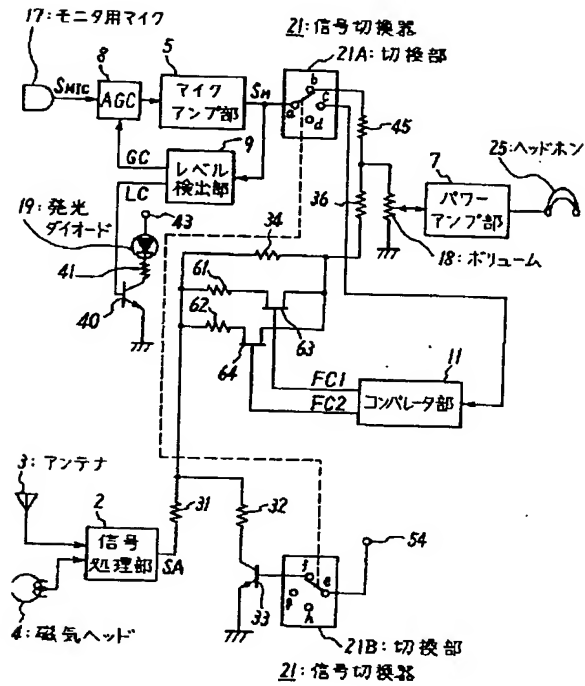 17:モニタ用マイク
SMIC
8
AGC
5
マイク
アンプ部
SM
21:信号切換器
21A:切換部
a
b
c
d
GC
LC
9
レベル
検出部
45
25:ヘッドホン
7
パワー
アンプ部
36
18:ボリューム
19:発光
ダイオード
43
41
40
34
61
62
63
64
FC1
FC2
11
コンパレータ部
3:アンテナ
2
信号
処理部
SA
31
32
33
54
f
e
g
h
4:磁気ヘッド
21B:切換部
21:信号切換器